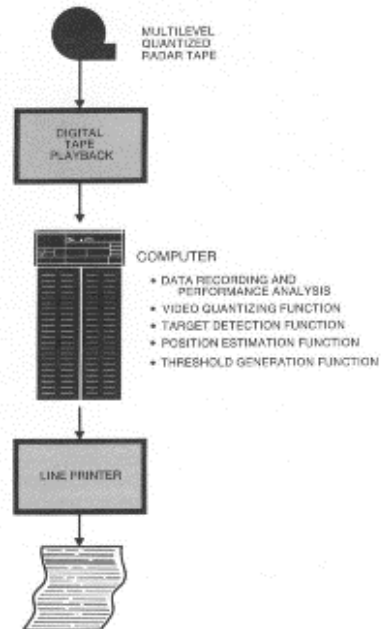 MULTILEVEL
QUANTIZED
RADAR TAPE
DIGITAL
TAPE
PLAYBACK
COMPUTER
• DATA RECORDING AND
PERFORMANCE ANALYSIS
• VIDEO QUANTIZING FUNCTION
• TARGET DETECTION FUNCTION
• POSITION ESTIMATION FUNCTION
• THRESHOLD GENERATION FUNCTION
LINE PRINTER